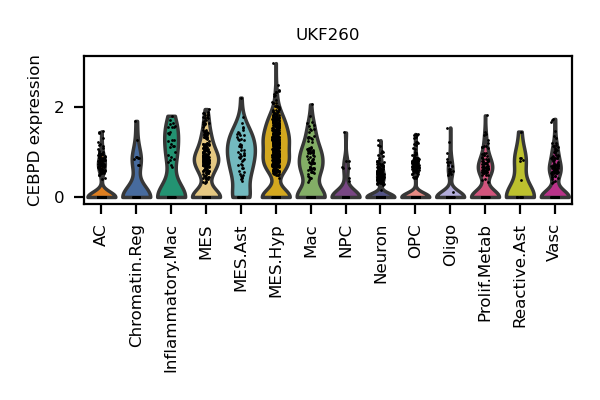 UKF260
CEBPD expression
2
0
AC
Chromatin.Reg
Inflammatory.Mac
MES
MES.Ast
MES.Hyp
Mac
NPC
Neuron
OPC
Oligo
Prolif.Metab
Reactive.Ast
Vasc